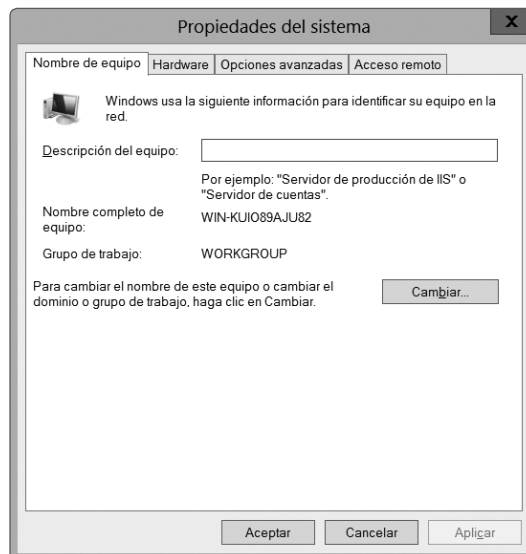 Propiedades del sistema
X
Nombre de equipo Hardware Opciones avanzadas Acceso remoto
Windows usa la siguiente información para identificar su equipo en la
red.
Descripción del equipo:
Por ejemplo: "Servidor de producción de IIS" o
"Servidor de cuentas".
Nombre completo de
equipo:
WIN-KUIO89AJU82
Grupo de trabajo: WORKGROUP
Para cambiar el nombre de este equipo o cambiar el
dominio o grupo de trabajo, haga clic en Cambiar.
Cambiar...
Aceptar Cancelar Aplicar